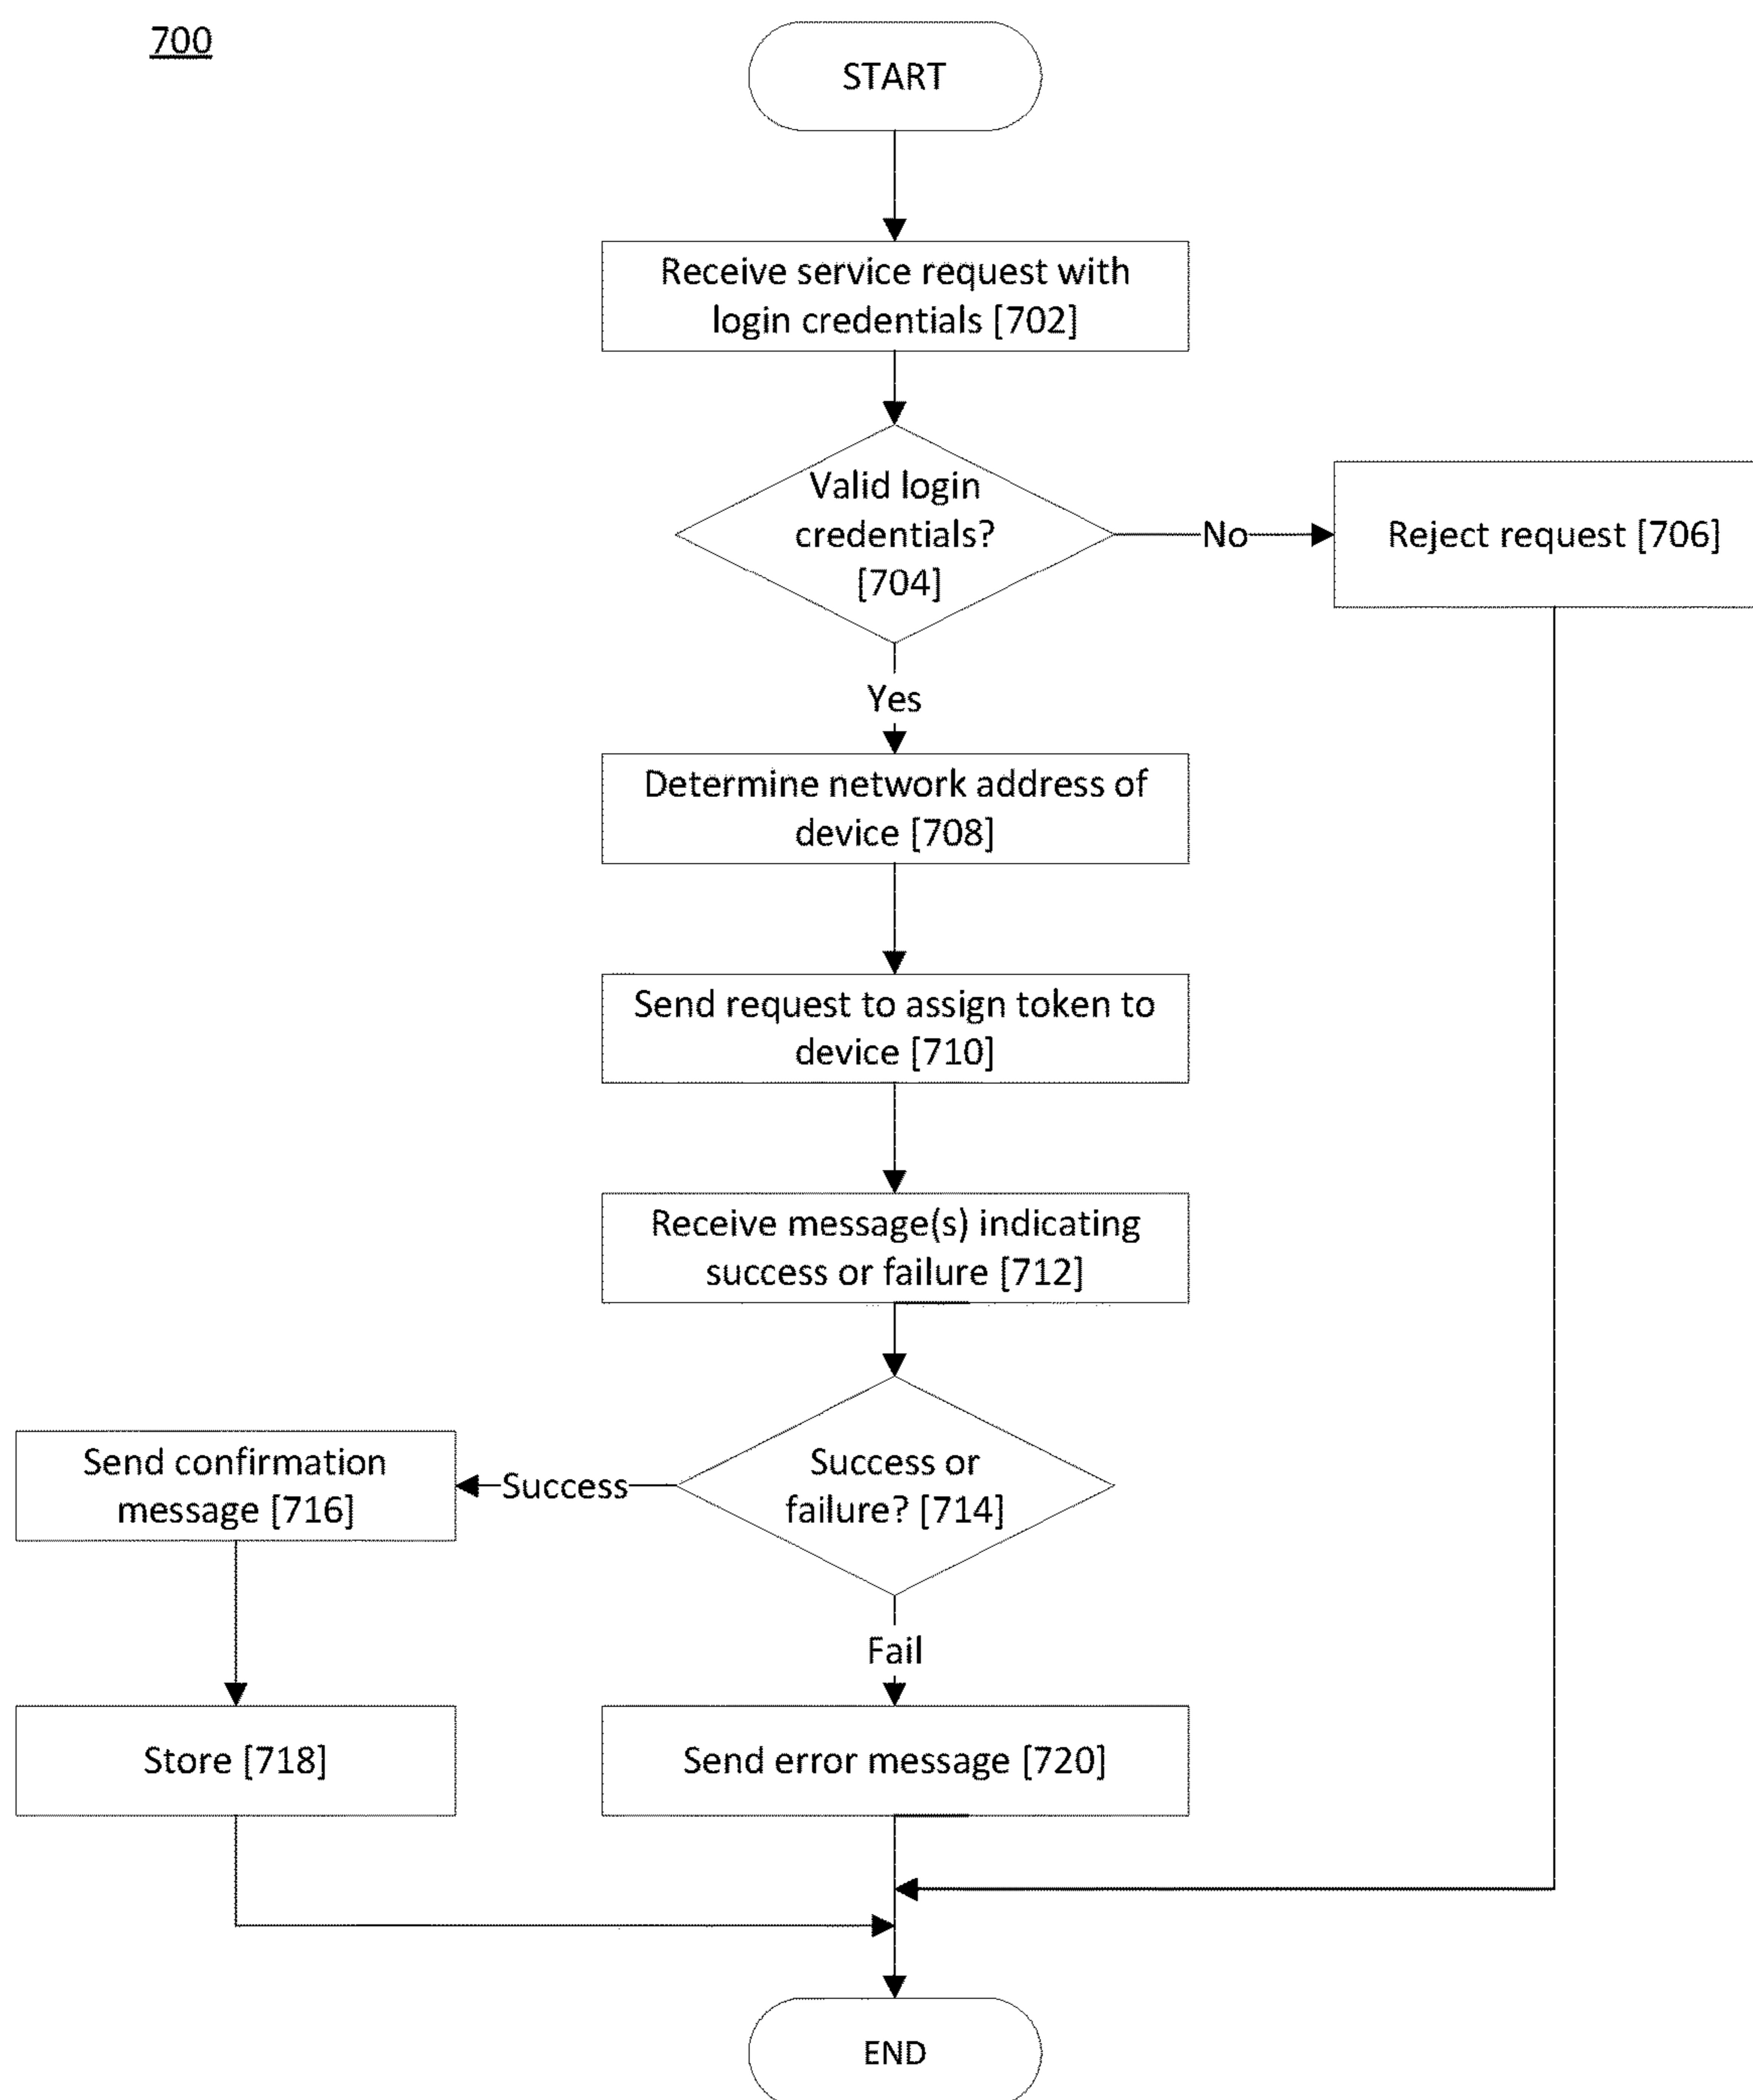 700
START
Receive service request with
login credentials [702]
Valid login
credentials?
[704]
No
Reject request [706]
Yes
Determine network address of
device [708]
Send request to assign token to
device [710]
Receive message(s) indicating
success or failure [712]
Success or
failure? [714]
Success
Send confirmation
message [716]
Fail
Store [718]
Send error message [720]
END